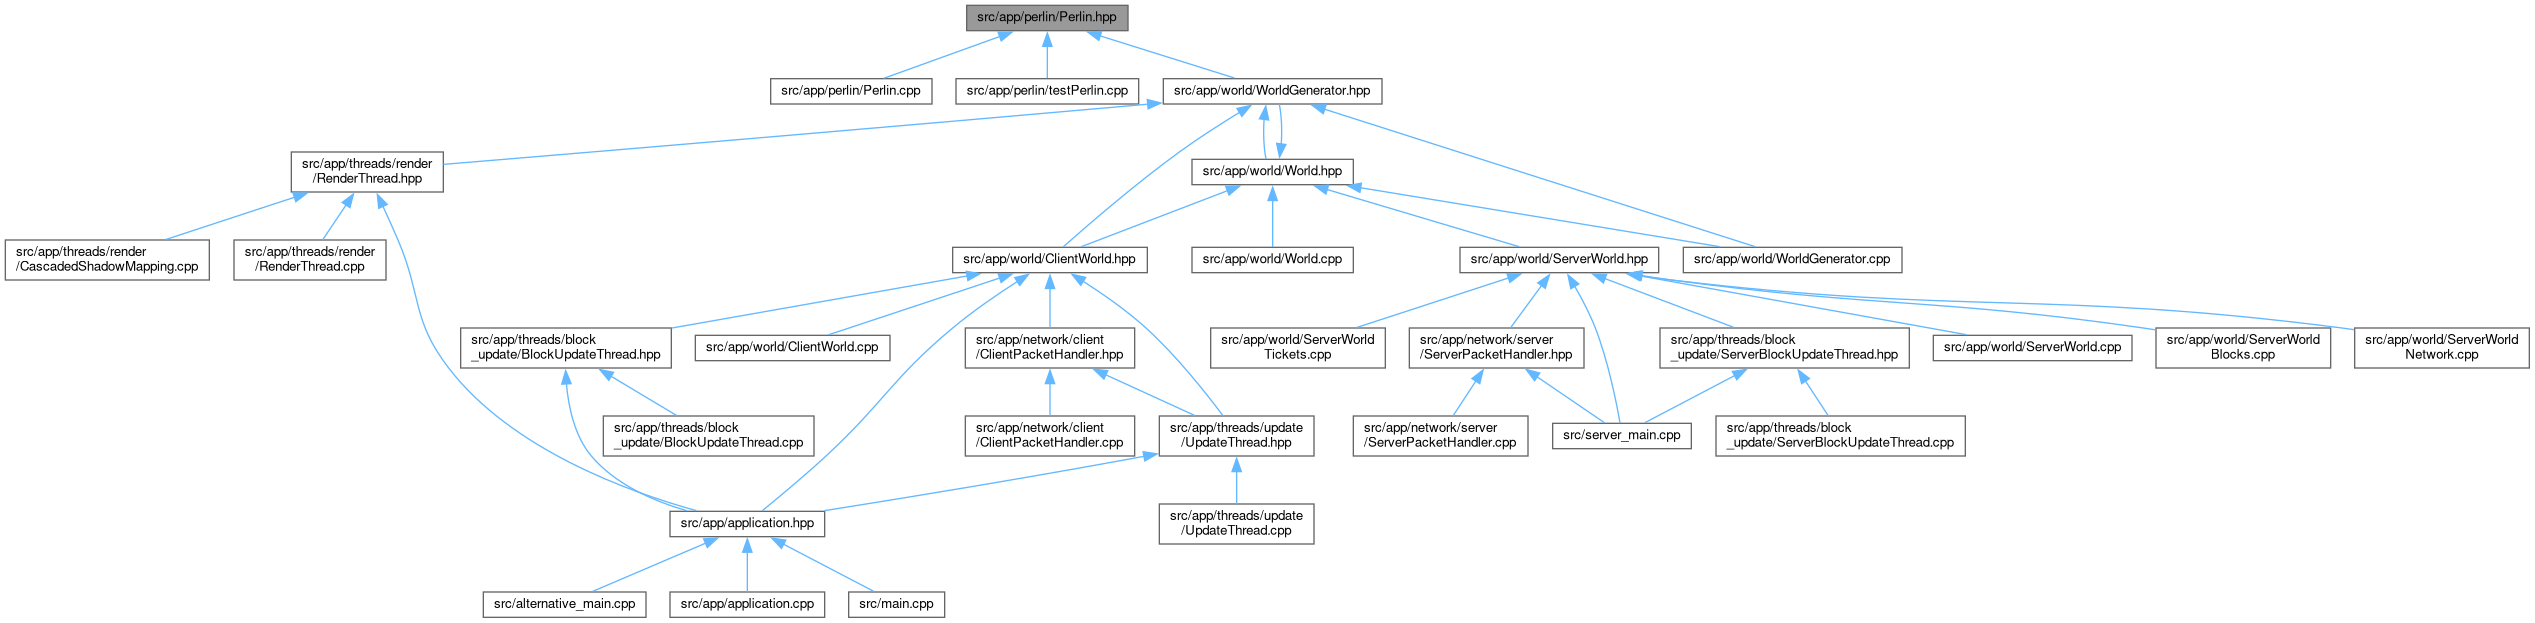 src/app/perlin/Perlin.hpp
src/app/perlin/Perlin.cpp
src/app/perlin/testPerlin.cpp
src/app/world/WorldGenerator.hpp
src/app/threads/render
/RenderThread.hpp
src/app/world/World.hpp
src/app/threads/render
/CascadedShadowMapping.cpp
src/app/threads/render
/RenderThread.cpp
src/app/world/ClientWorld.hpp
src/app/world/World.cpp
src/app/world/ServerWorld.hpp
src/app/world/WorldGenerator.cpp
src/app/threads/block
_update/BlockUpdateThread.hpp
src/app/world/ClientWorld.cpp
src/app/network/client
/ClientPacketHandler.hpp
src/app/world/ServerWorld
Tickets.cpp
src/app/network/server
/ServerPacketHandler.hpp
src/app/threads/block
_update/ServerBlockUpdateThread.hpp
src/app/world/ServerWorld.cpp
src/app/world/ServerWorld
Blocks.cpp
src/app/world/ServerWorld
Network.cpp
src/app/threads/block
_update/BlockUpdateThread.cpp
src/app/network/client
/ClientPacketHandler.cpp
src/app/threads/update
/UpdateThread.hpp
src/app/network/server
/ServerPacketHandler.cpp
src/server_main.cpp
src/app/threads/block
_update/ServerBlockUpdateThread.cpp
src/app/application.hpp
src/app/threads/update
/UpdateThread.cpp
src/alternative_main.cpp
src/app/application.cpp
src/main.cpp